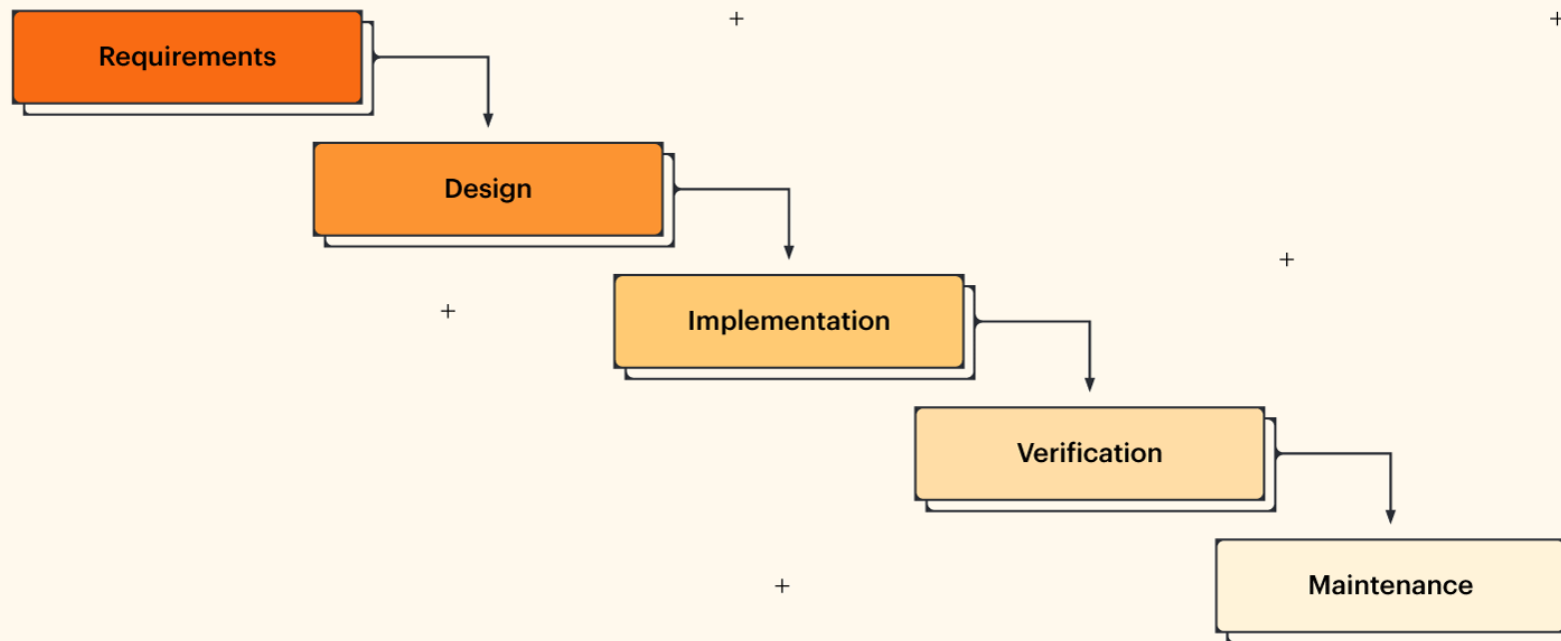 Requirements
Design
Implementation
Verification
Maintenance